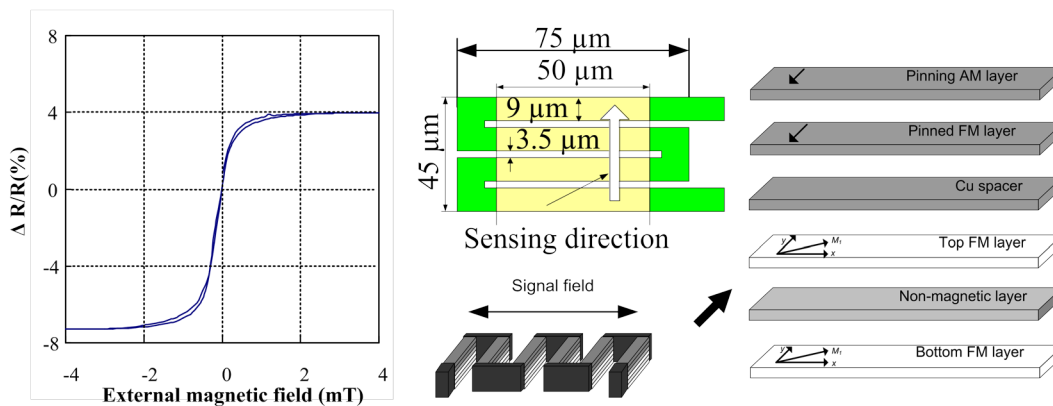 8
4
0
-4
-8
Δ R/R(%)
-4
-2
0
2
4
External magnetic field (mT)
75 µm
50 µm
9 µm
3.5 µm
45 µm
Sensing direction
Signal field
Pinning AM layer
Pinned FM layer
Cu spacer
Top FM layer
y
M₁
x
Non-magnetic layer
Bottom FM layer
y
M₁
x